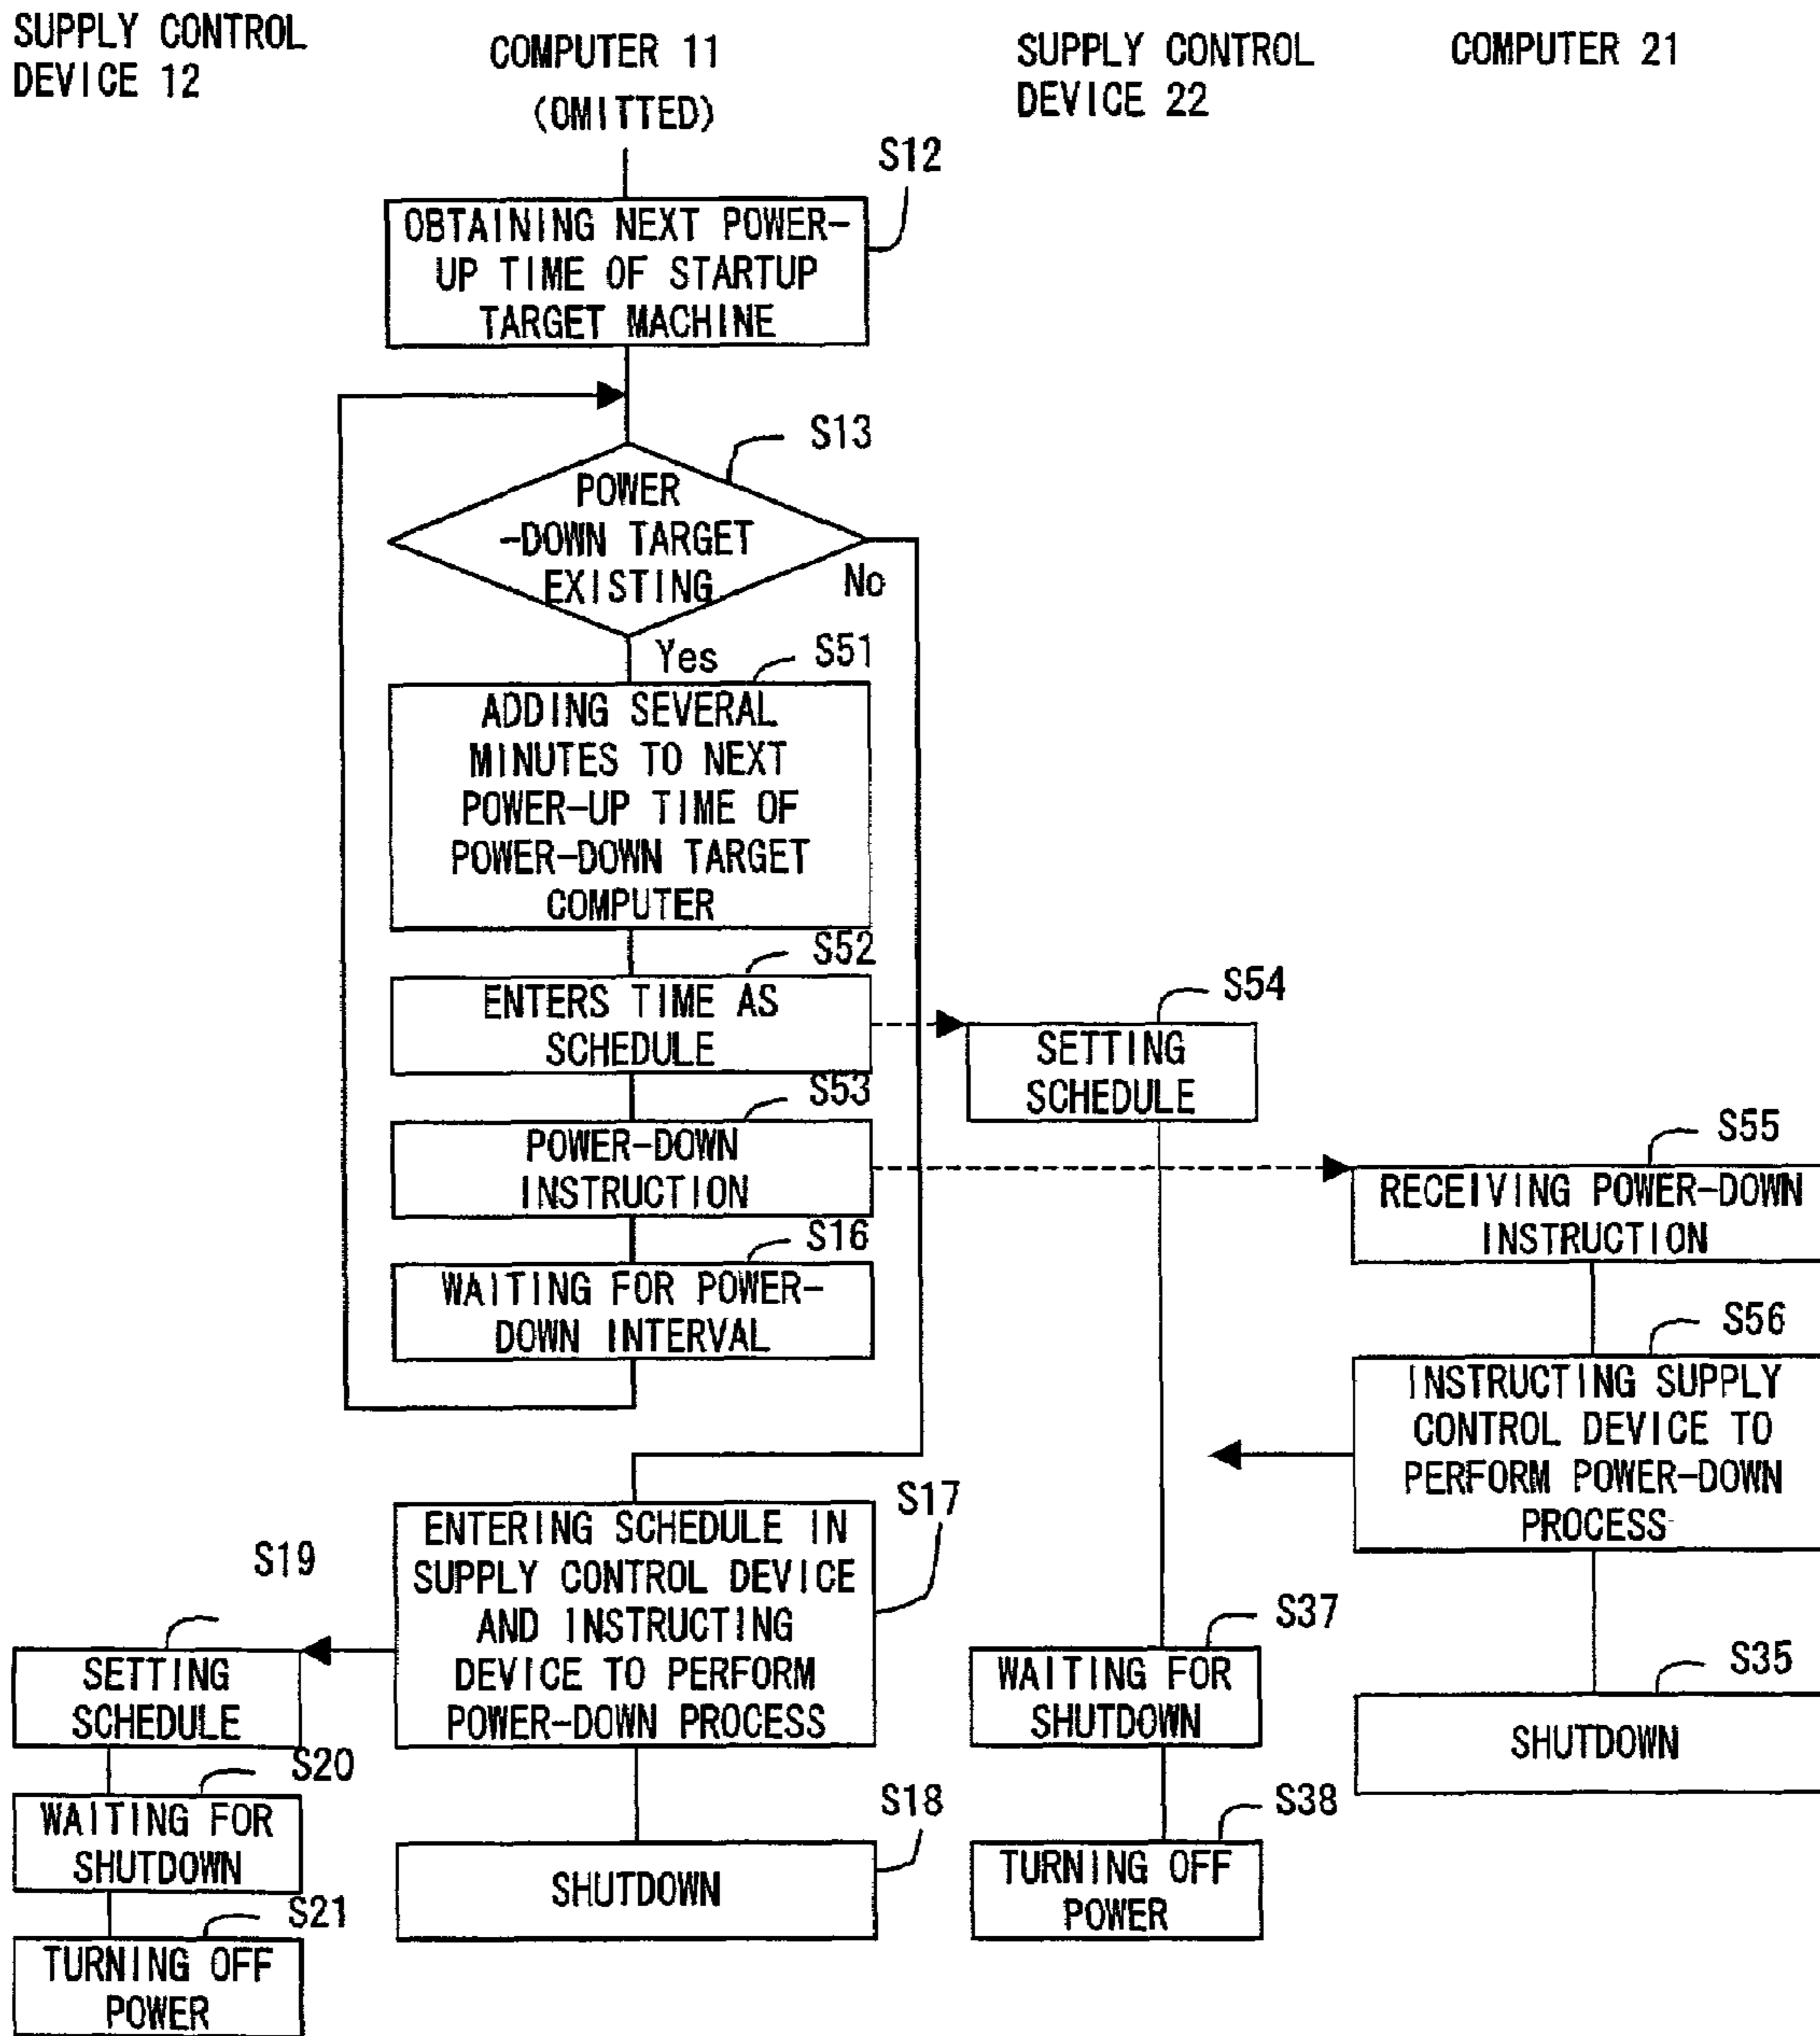 SUPPLY CONTROL
DEVICE 12
COMPUTER 11
(OMITTED)
SUPPLY CONTROL
DEVICE 22
COMPUTER 21
S12
OBTAINING NEXT POWER-
UP TIME OF STARTUP
TARGET MACHINE
S13
POWER
-DOWN TARGET
EXISTING
No
Yes
S51
ADDING SEVERAL
MINUTES TO NEXT
POWER-UP TIME OF
POWER-DOWN TARGET
COMPUTER
S52
ENTERS TIME AS
SCHEDULE
S54
SETTING
SCHEDULE
S53
POWER-DOWN
INSTRUCTION
S55
RECEIVING POWER-DOWN
INSTRUCTION
S16
WAITING FOR POWER-
DOWN INTERVAL
S56
INSTRUCTING SUPPLY
CONTROL DEVICE TO
PERFORM POWER-DOWN
PROCESS
S17
ENTERING SCHEDULE IN
SUPPLY CONTROL DEVICE
AND INSTRUCTING
DEVICE TO PERFORM
POWER-DOWN PROCESS
S19
SETTING
SCHEDULE
S37
WAITING FOR
SHUTDOWN
S35
SHUTDOWN
S20
WAITING FOR
SHUTDOWN
S18
SHUTDOWN
S38
TURNING OFF
POWER
S21
TURNING OFF
POWER